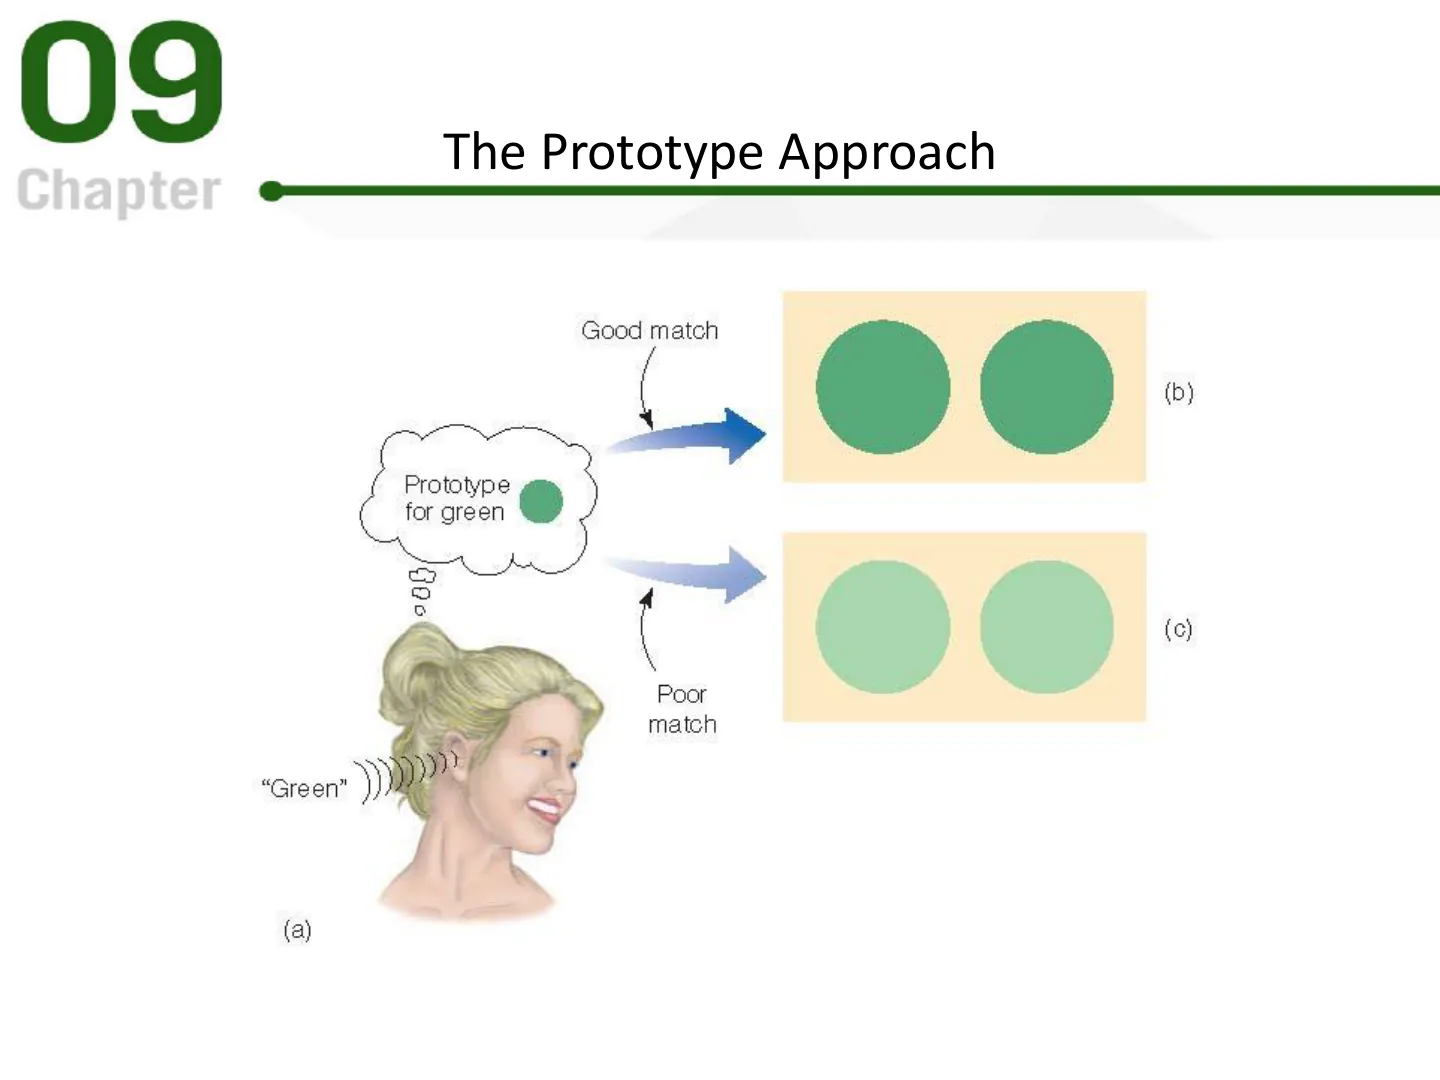 09
Chapter
The Prototype Approach
Good match
(b)
Prototype
for green
(c)
Poor
match
“Green”
(a)